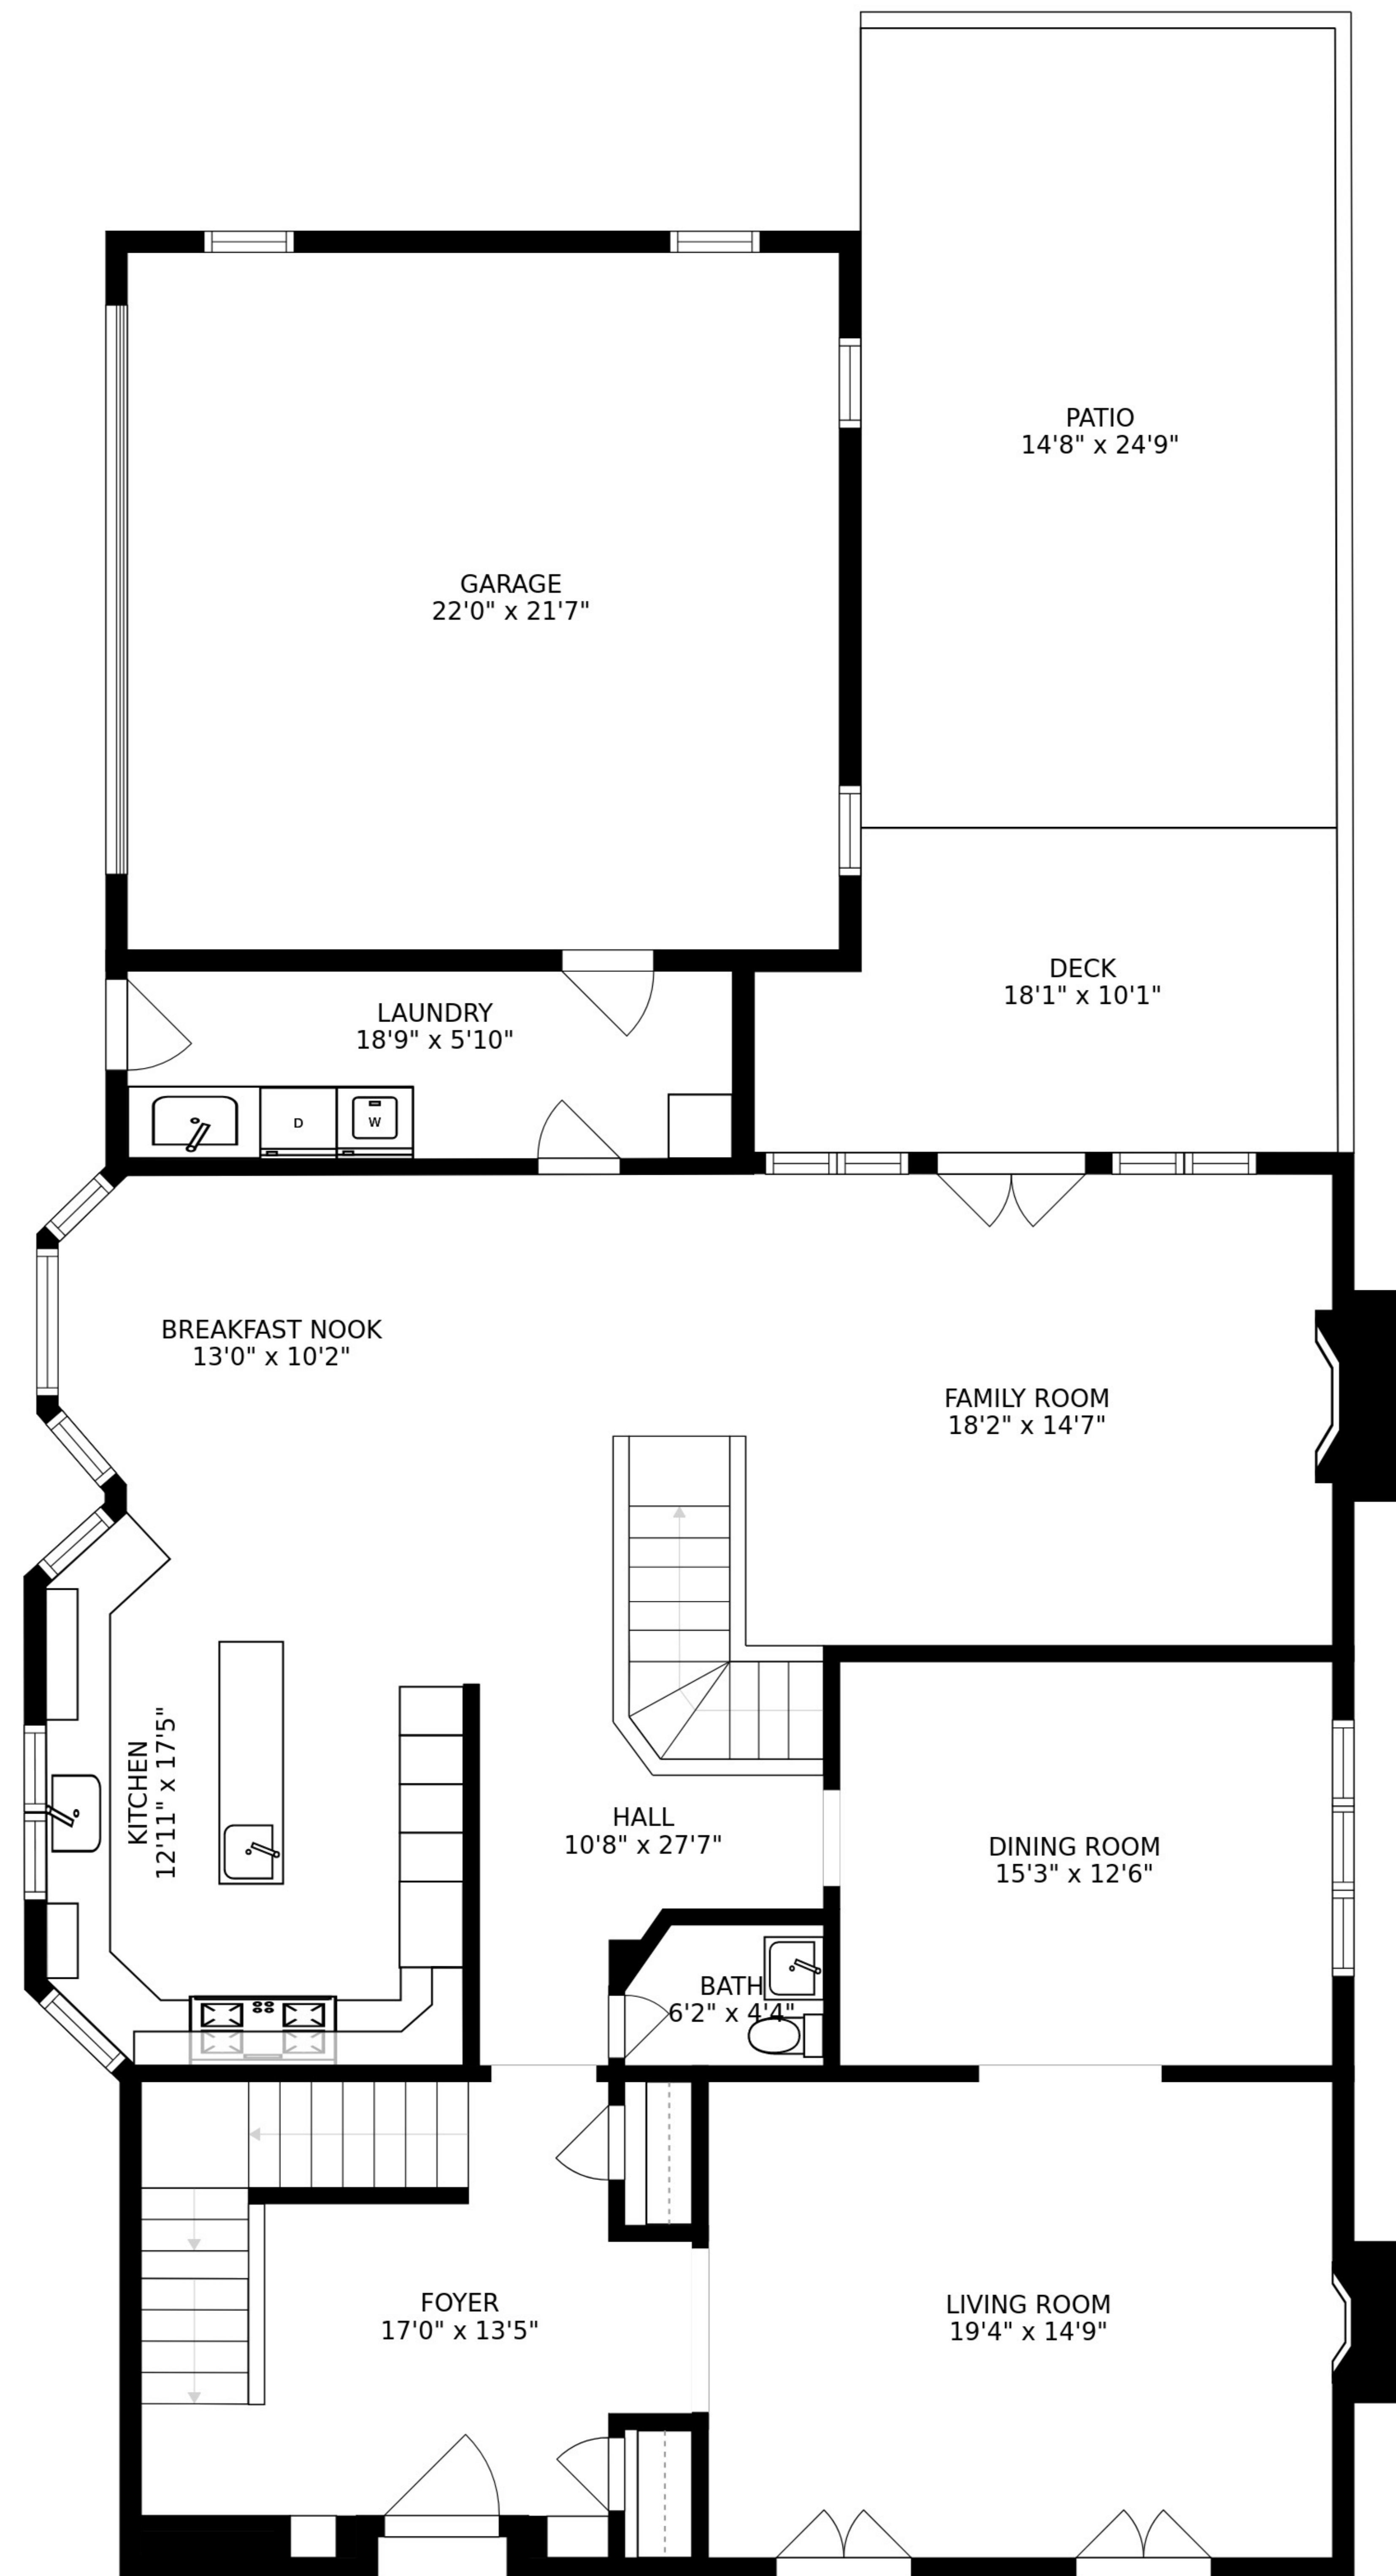 PATIO
14'8" x 24'9"
GARAGE
22'0" x 21'7"
DECK
18'1" x 10'1"
LAUNDRY
18'9" x 5'10"
D
W
BREAKFAST NOOK
13'0" x 10'2"
FAMILY ROOM
18'2" x 14'7"
KITCHEN
12'11" x 17'5"
HALL
10'8" x 27'7"
DINING ROOM
15'3" x 12'6"
BATH
6'2" x 4'4"
FOYER
17'0" x 13'5"
LIVING ROOM
19'4" x 14'9"